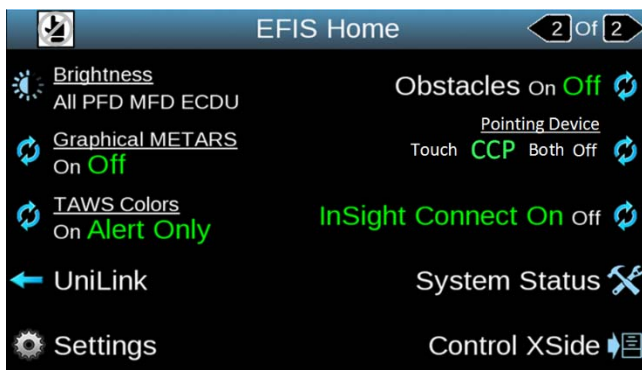 EFIS Home
2 Of 2
Brightness
All PFD MFD ECDU
Obstacles On Off
Graphical METARS
On Off
Pointing Device
Touch CCP Both Off
TAWS Colors
On Alert Only
InSight Connect On Off
UniLink
System Status
Settings
Control XSide